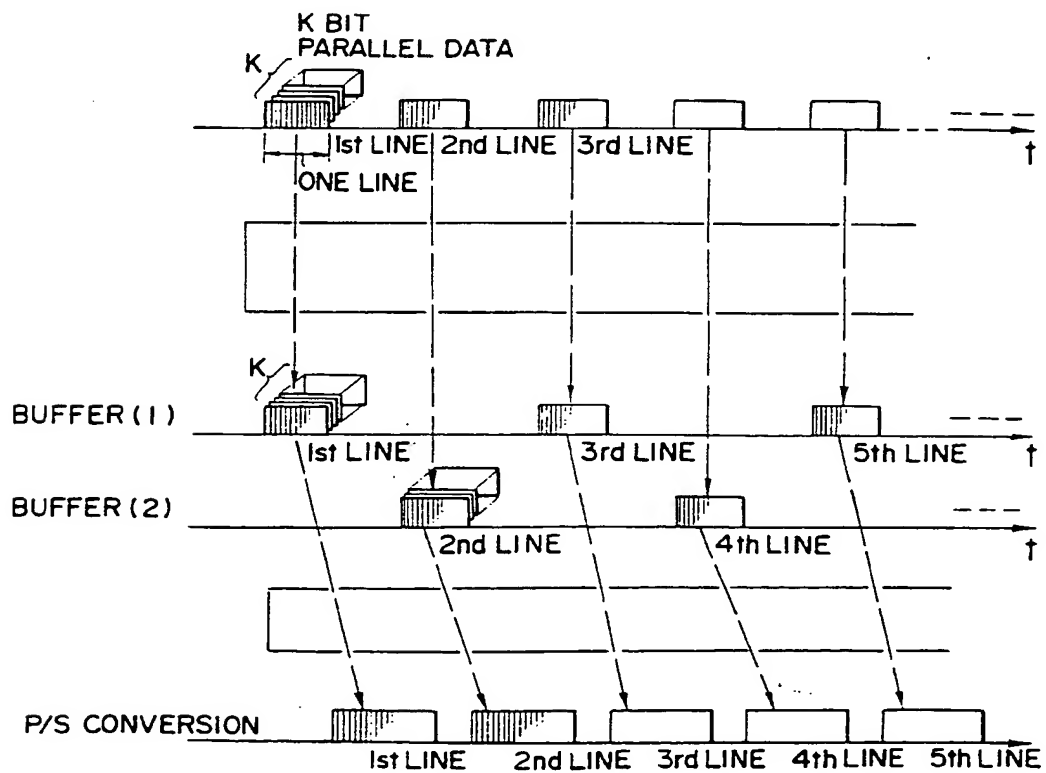 K BIT
PARALLEL DATA
K
1st LINE 2nd LINE 3rd LINE
t
ONE LINE
K
BUFFER (1)
1st LINE 3rd LINE 5th LINE
t
BUFFER (2)
2nd LINE 4th LINE
t
P/S CONVERSION
1st LINE 2nd LINE 3rd LINE 4th LINE 5th LINE